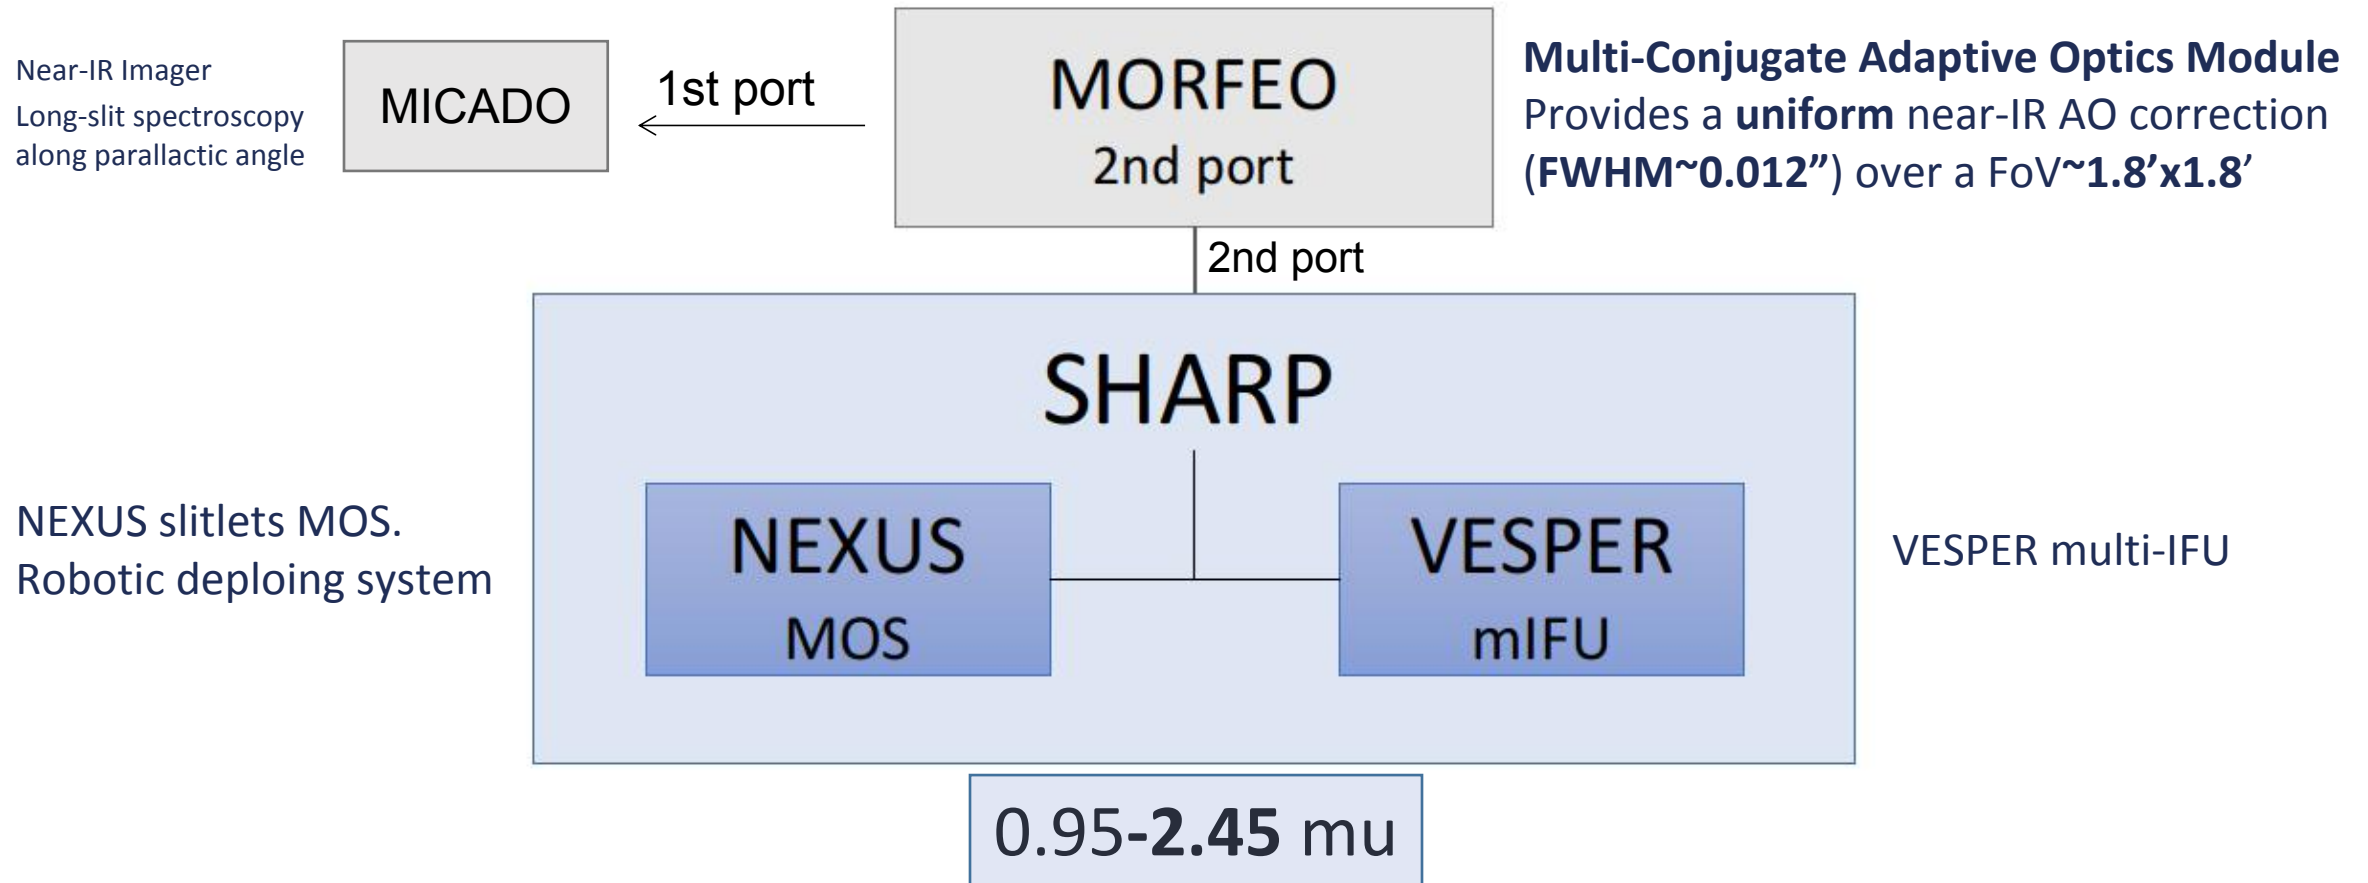 Near-IR Imager
Long-slit spectroscopy
along parallactic angle
MICADO
1st port
MORFEO
2nd port
Multi-Conjugate Adaptive Optics Module
Provides a uniform near-IR AO correction
(FWHM~0.012”) over a FoV~1.8’x1.8’
2nd port
SHARP
NEXUS slitlets MOS.
Robotic deploing system
NEXUS
MOS
VESPER
mIFU
VESPER multi-IFU
0.95-2.45 mu